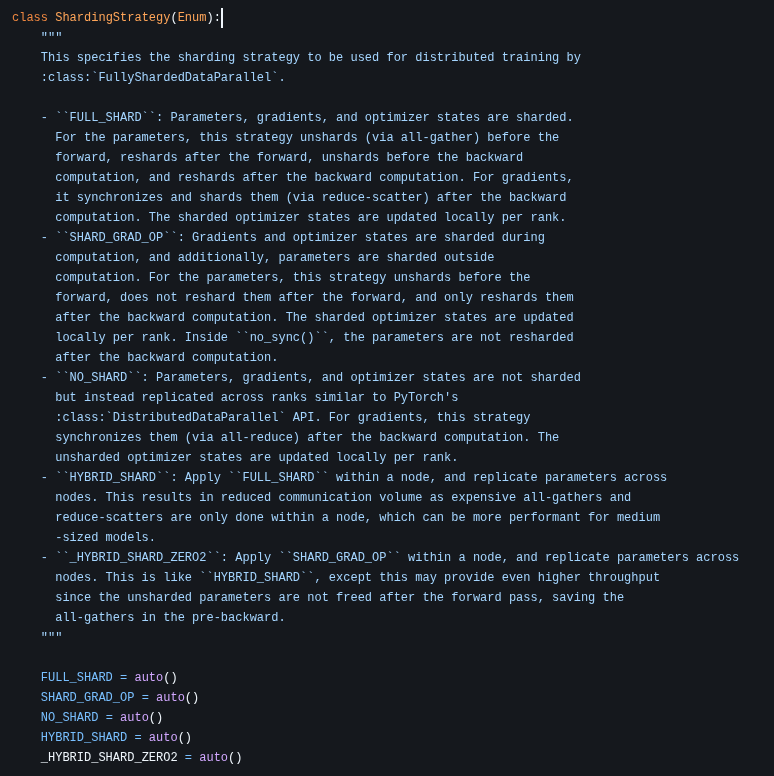 class ShardingStrategy(Enum):
    """
    This specifies the sharding strategy to be used for distributed training by
    :class:`FullyShardedDataParallel`.

    - ``FULL_SHARD``: Parameters, gradients, and optimizer states are sharded.
      For the parameters, this strategy unshards (via all-gather) before the
      forward, reshards after the forward, unshards before the backward
      computation, and reshards after the backward computation. For gradients,
      it synchronizes and shards them (via reduce-scatter) after the backward
      computation. The sharded optimizer states are updated locally per rank.
    - ``SHARD_GRAD_OP``: Gradients and optimizer states are sharded during
      computation, and additionally, parameters are sharded outside
      computation. For the parameters, this strategy unshards before the
      forward, does not reshard them after the forward, and only reshards them
      after the backward computation. The sharded optimizer states are updated
      locally per rank. Inside ``no_sync()``, the parameters are not resharded
      after the backward computation.
    - ``NO_SHARD``: Parameters, gradients, and optimizer states are not sharded
      but instead replicated across ranks similar to PyTorch's
      :class:`DistributedDataParallel` API. For gradients, this strategy
      synchronizes them (via all-reduce) after the backward computation. The
      unsharded optimizer states are updated locally per rank.
    - ``HYBRID_SHARD``: Apply ``FULL_SHARD`` within a node, and replicate parameters across
      nodes. This results in reduced communication volume as expensive all-gathers and
      reduce-scatters are only done within a node, which can be more performant for medium
      -sized models.
    - ``_HYBRID_SHARD_ZERO2``: Apply ``SHARD_GRAD_OP`` within a node, and replicate parameters across
      nodes. This is like ``HYBRID_SHARD``, except this may provide even higher throughput
      since the unsharded parameters are not freed after the forward pass, saving the
      all-gathers in the pre-backward.
    """

    FULL_SHARD = auto()
    SHARD_GRAD_OP = auto()
    NO_SHARD = auto()
    HYBRID_SHARD = auto()
    _HYBRID_SHARD_ZERO2 = auto()